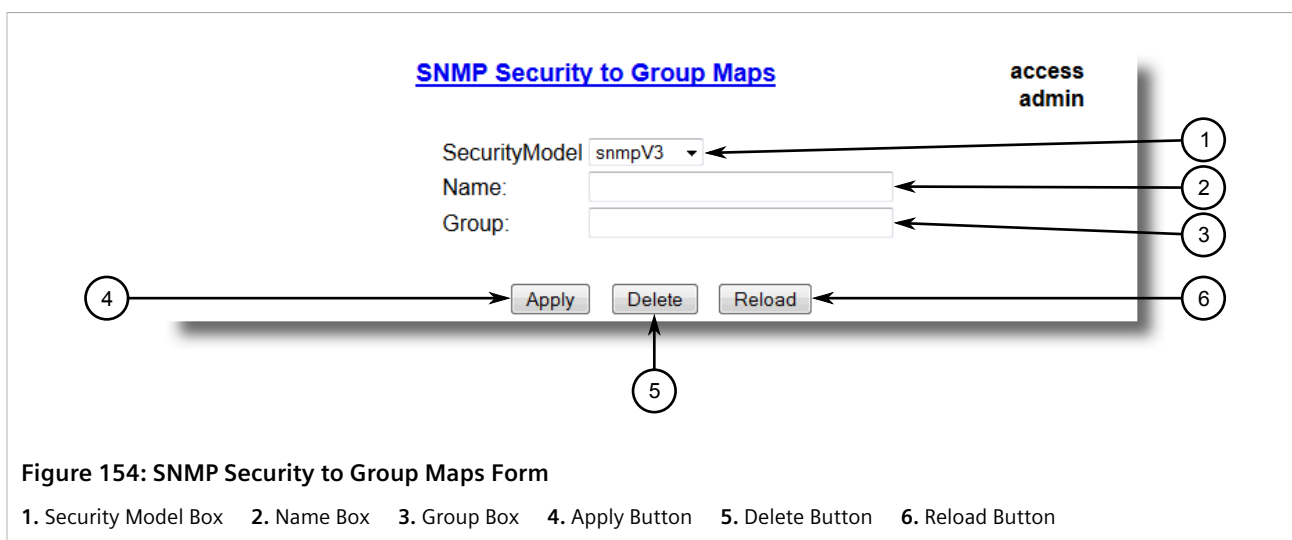 SNMP Security to Group Maps
access
admin
SecurityModel snmpV3
1
Name:
2
Group:
3
4
Apply Delete Reload
6
5
Figure 154: SNMP Security to Group Maps Form
1. Security Model Box 2. Name Box 3. Group Box 4. Apply Button 5. Delete Button 6. Reload Button